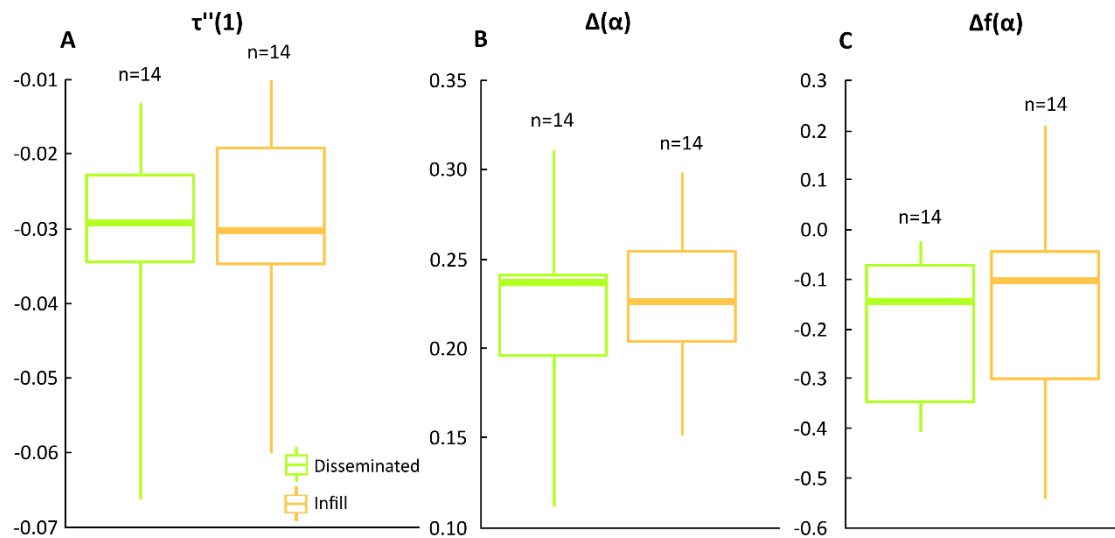 A
τ''(1)
n=14
n=14
-0.01
-0.02
-0.03
-0.04
-0.05
-0.06
-0.07
Disseminated
Infill
B
Δ(α)
n=14
n=14
0.35
0.30
0.25
0.20
0.15
0.10
C
Δf(α)
n=14
n=14
0.3
0.2
0.1
0.0
-0.1
-0.2
-0.3
-0.4
-0.5
-0.6